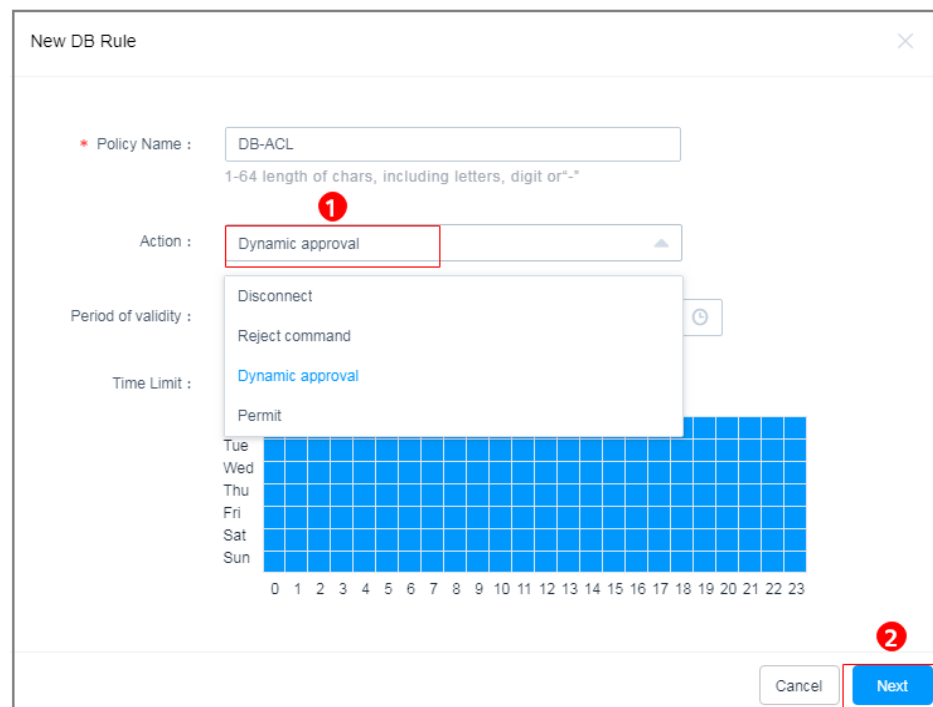 New DB Rule
* Policy Name :
DB-ACL
1-64 length of chars, including letters, digit or“-”
1
Action :
Dynamic approval
Disconnect
Period of validity :
Reject command
Time Limit :
Dynamic approval
Permit
Tue
Wed
Thu
Fri
Sat
Sun
0 1 2 3 4 5 6 7 8 9 10 11 12 13 14 15 16 17 18 19 20 21 22 23
2
Cancel
Next